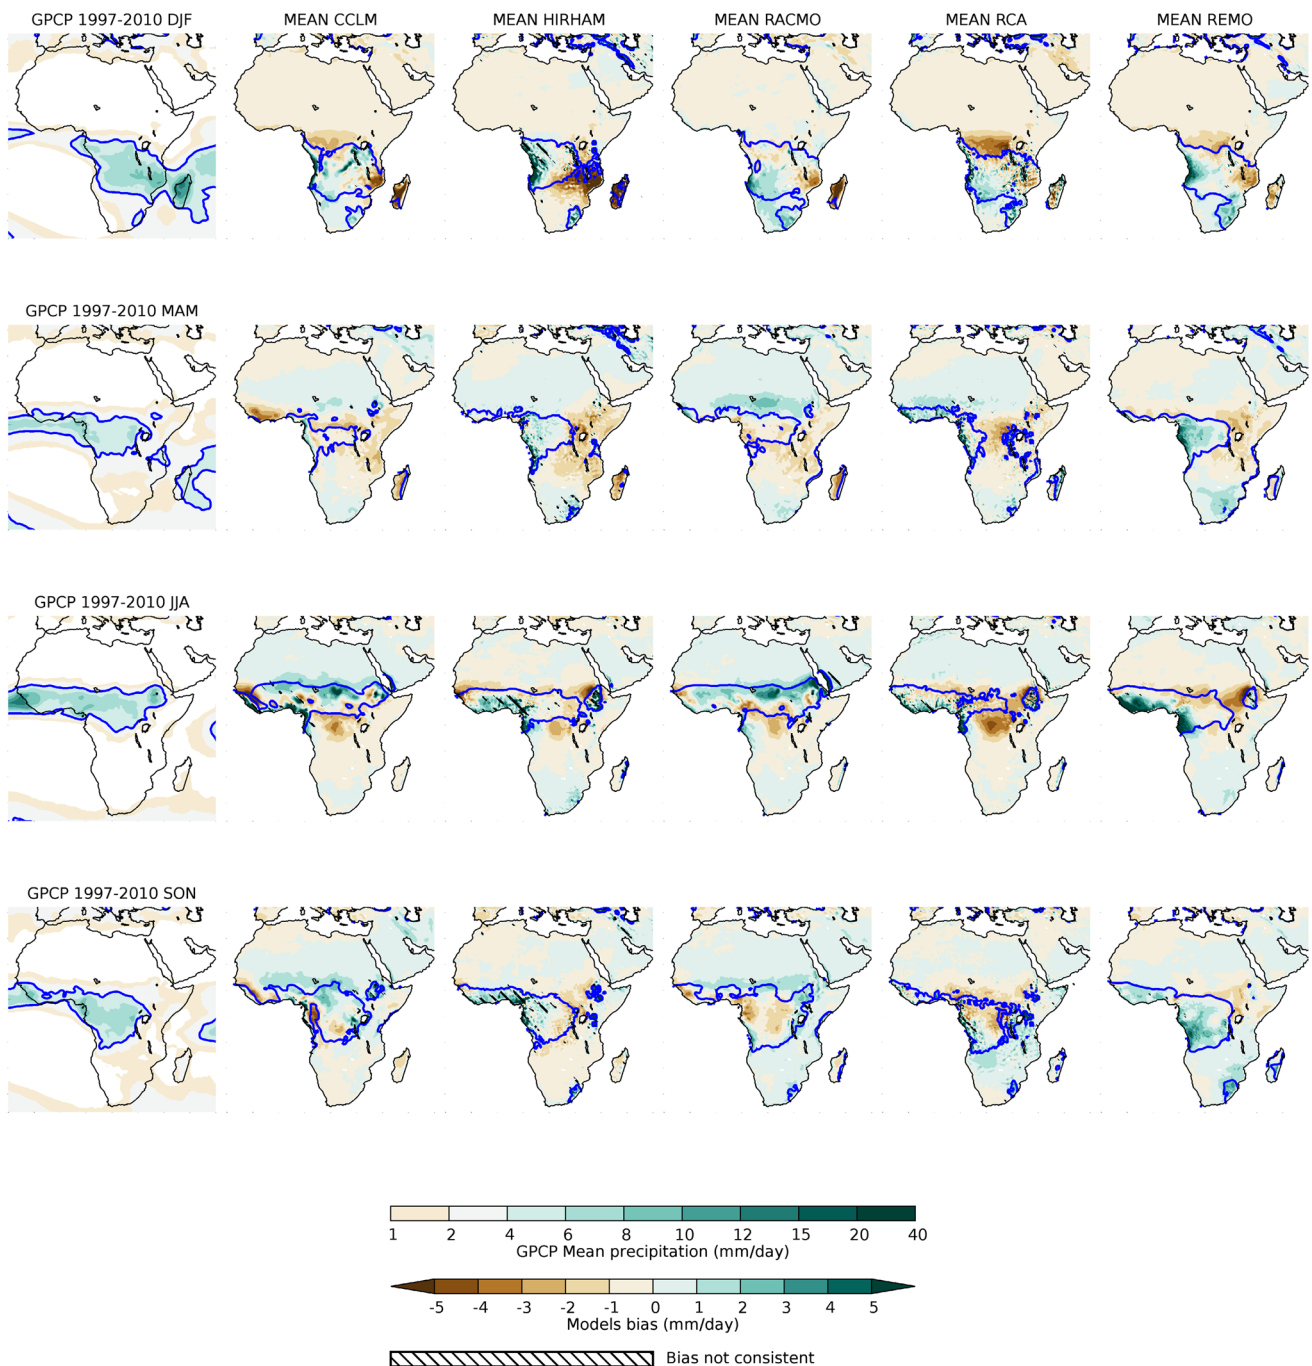 GPCP 1997-2010 DJF MEAN CCLM MEAN HIRHAM MEAN RACMO MEAN RCA MEAN REMO
GPCP 1997-2010 MAM
GPCP 1997-2010 JJA
GPCP 1997-2010 SON
1 2 4 6 8 10 12 15 20 40
GPCP Mean precipitation (mm/day)
-5 -4 -3 -2 -1 0 1 2 3 4 5
Models bias (mm/day)
Bias not consistent